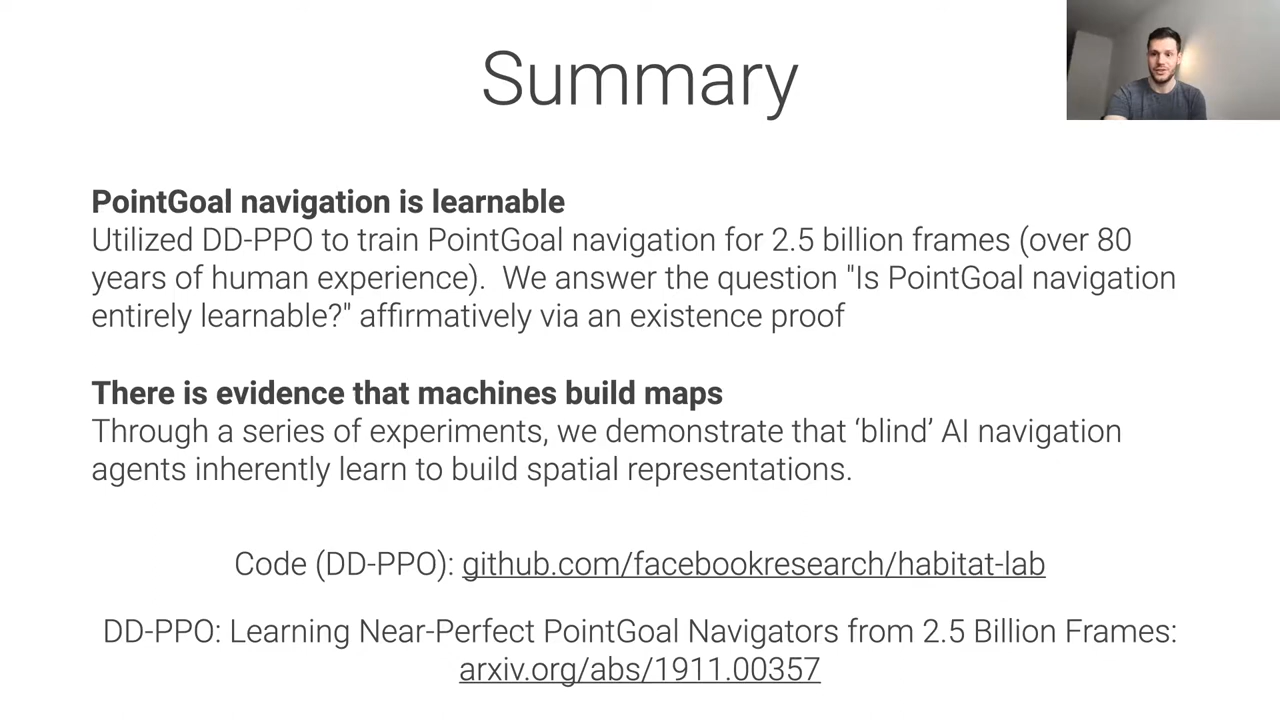 Summary
PointGoal navigation is learnable
Utilized DD-PPO to train PointGoal navigation for 2.5 billion frames (over 80
years of human experience).  We answer the question "Is PointGoal navigation
entirely learnable?" affirmatively via an existence proof
There is evidence that machines build maps
Through a series of experiments, we demonstrate that ‘blind’ AI navigation
agents inherently learn to build spatial representations.
Code (DD-PPO): github.com/facebookresearch/habitat-lab
DD-PPO: Learning Near-Perfect PointGoal Navigators from 2.5 Billion Frames:
arxiv.org/abs/1911.00357